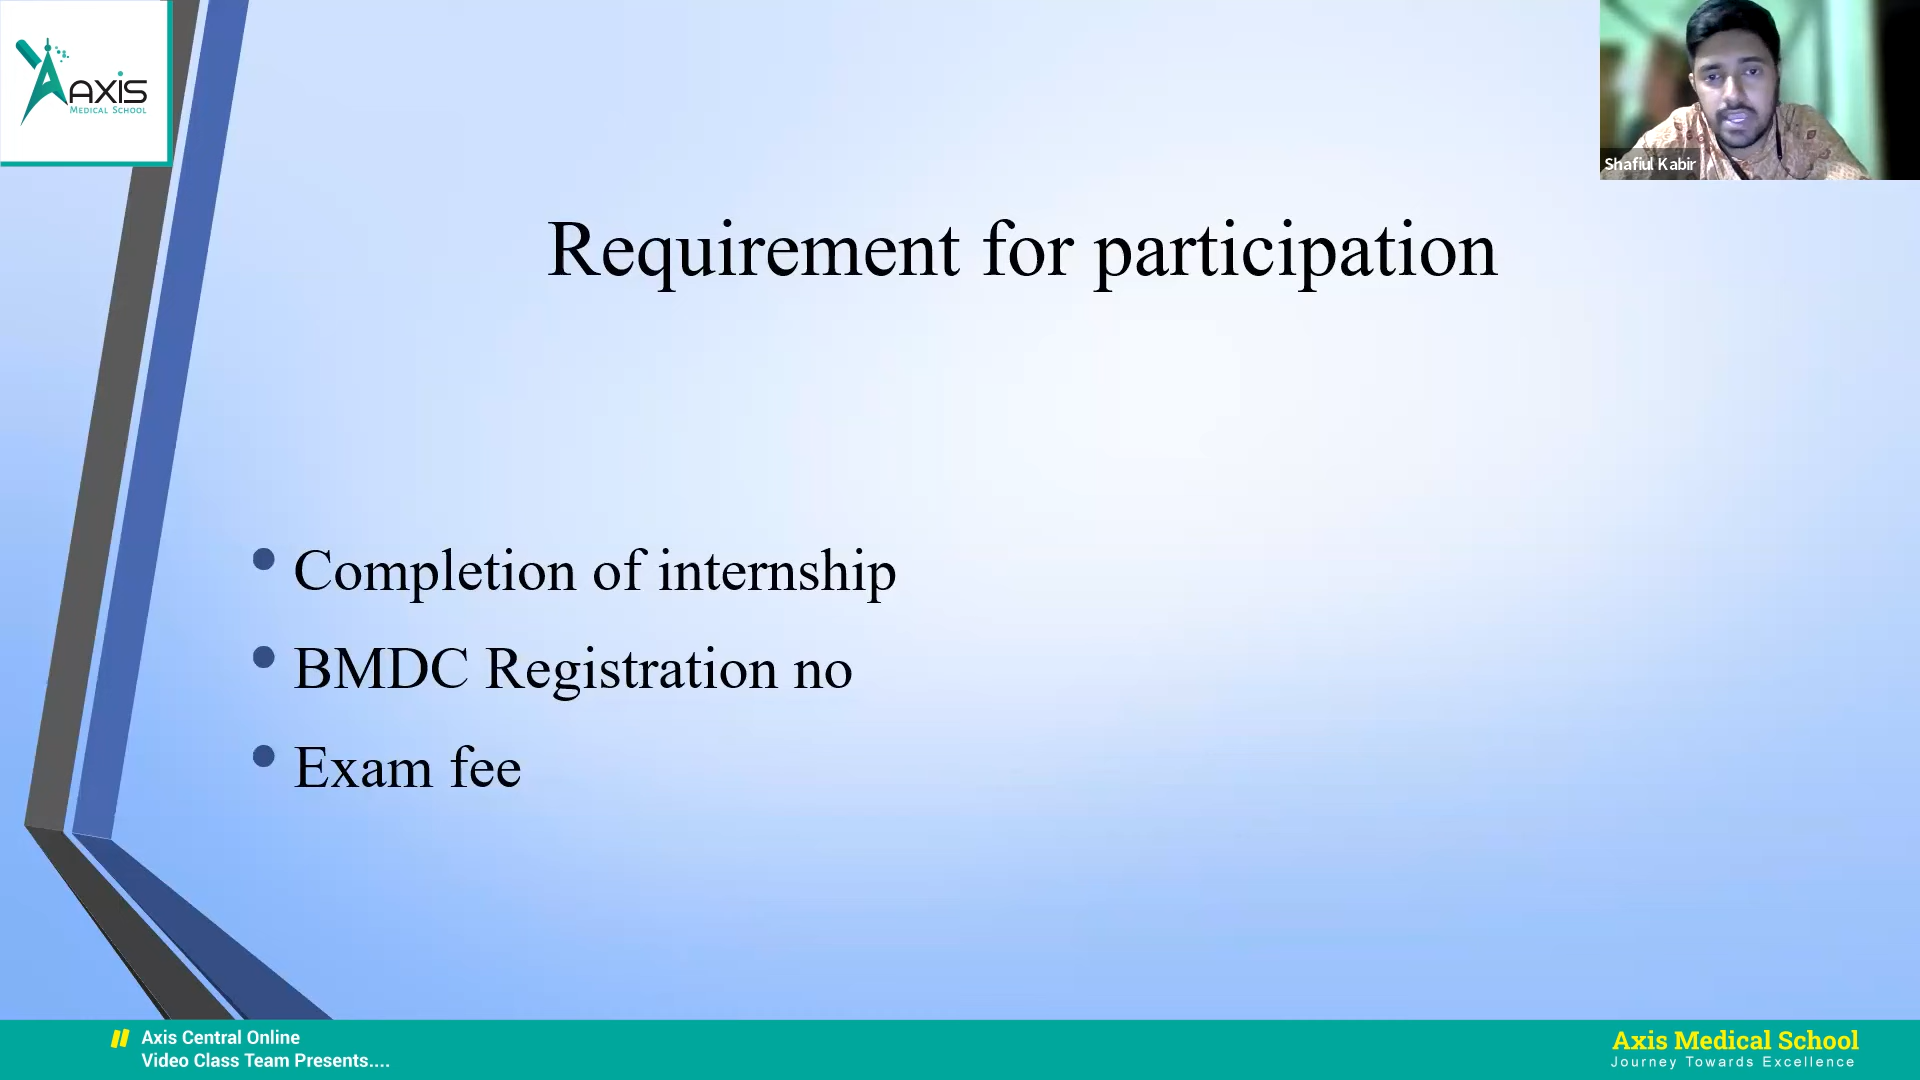 AXIS
MEDICAL SCHOOL
Shafiul Kabir
Requirement for participation
Completion of internship
BMDC Registration no
Exam fee
Axis Central Online
Video Class Team Presents....
Axis Medical School
Journey Towards Excellence